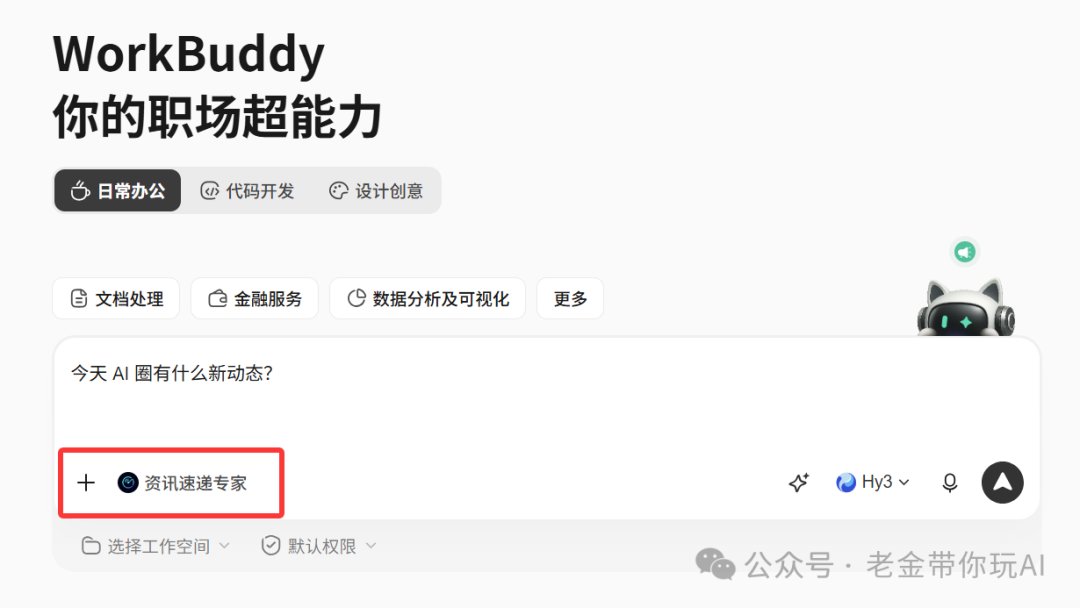 WorkBuddy
你的职场超能力
日常办公 代码开发 设计创意
文档处理 金融服务 数据分析及可视化 更多
今天 AI 圈有什么新动态?
资讯速递专家 Hy3
选择工作空间 默认权限
公众号 · 老金带你玩AI